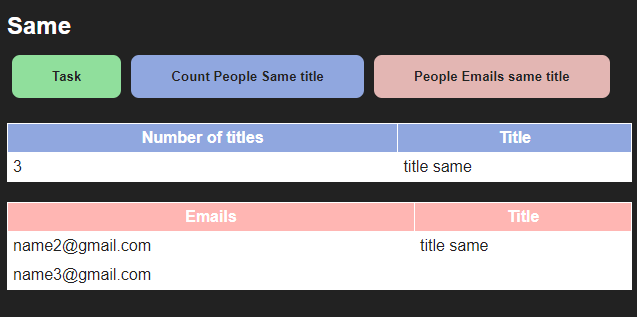 Same
Task Count People Same title People Emails same title
Number of titles Title
3 title same
Emails Title
name2@gmail.com title same
name3@gmail.com